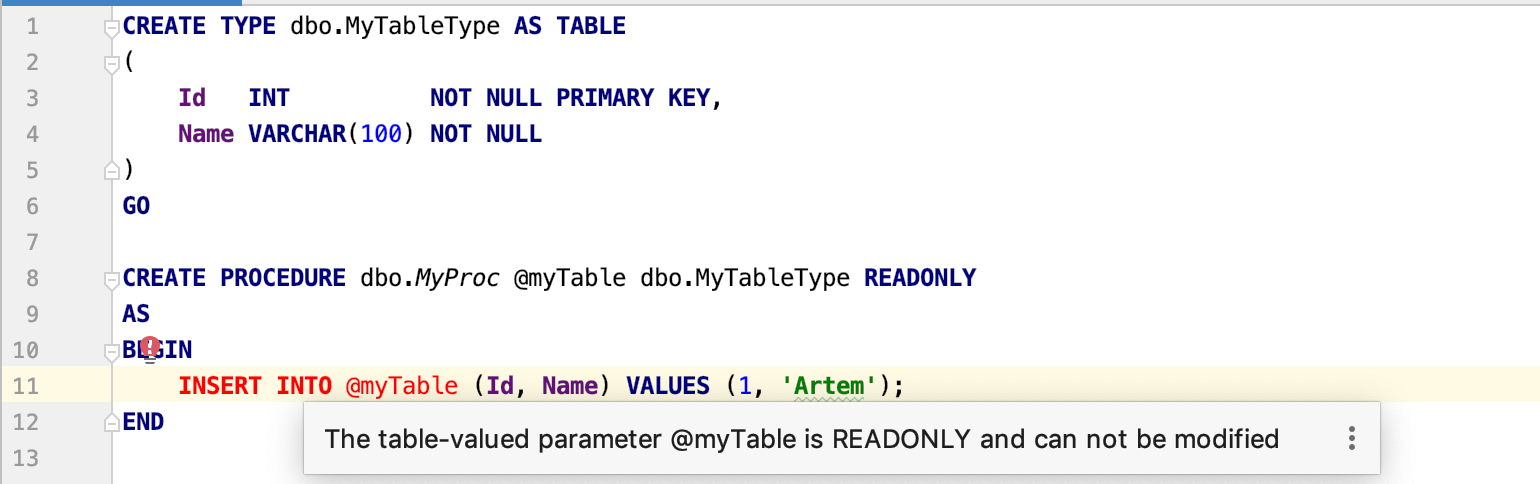 1 CREATE TYPE dbo.MyTableType AS TABLE
2 (
3     Id   INT          NOT NULL PRIMARY KEY,
4     Name VARCHAR(100) NOT NULL
5 )
6 GO
7
8 CREATE PROCEDURE dbo.MyProc @myTable dbo.MyTableType READONLY
9 AS
10 BEGIN
11     INSERT INTO @myTable (Id, Name) VALUES (1, 'Artem');
12 END
The table-valued parameter @myTable is READONLY and can not be modified
13